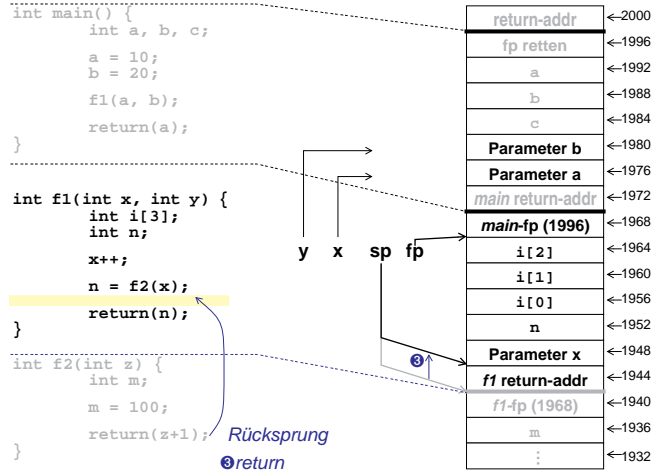 int main() {
int a, b, c;
a = 10;
b = 20;
f1(a, b);
return(a);
}
int f1(int x, int y) {
int i[3];
int n;
x++;
n = f2(x);
return(n);
}
int f2(int z) {
int m;
m = 100;
return(z+1);
}
Rücksprung
❸return
y x sp fp
❸
return-addr ←2000
fp retten ←1996
a ←1992
b ←1988
c ←1984
Parameter b ←1980
Parameter a ←1976
main return-addr ←1972
main-fp (1996) ←1968
i[2] ←1964
i[1] ←1960
i[0] ←1956
n ←1952
Parameter x ←1948
f1 return-addr ←1944
f1-fp (1968) ←1940
m ←1936
⋮ ←1932